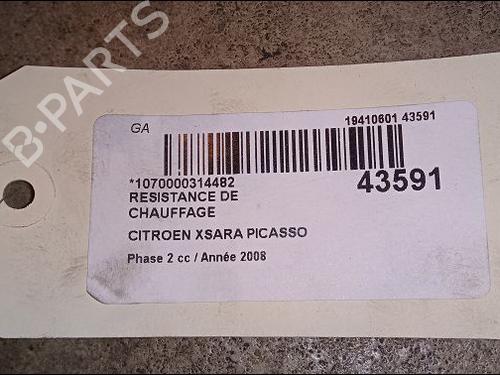 B-PARTS
GA
19410601 43591
*1070000314482
43591
RESISTANCE DE
CHAUFFAGE
CITROEN XSARA PICASSO
Phase 2 cc / Année 2008